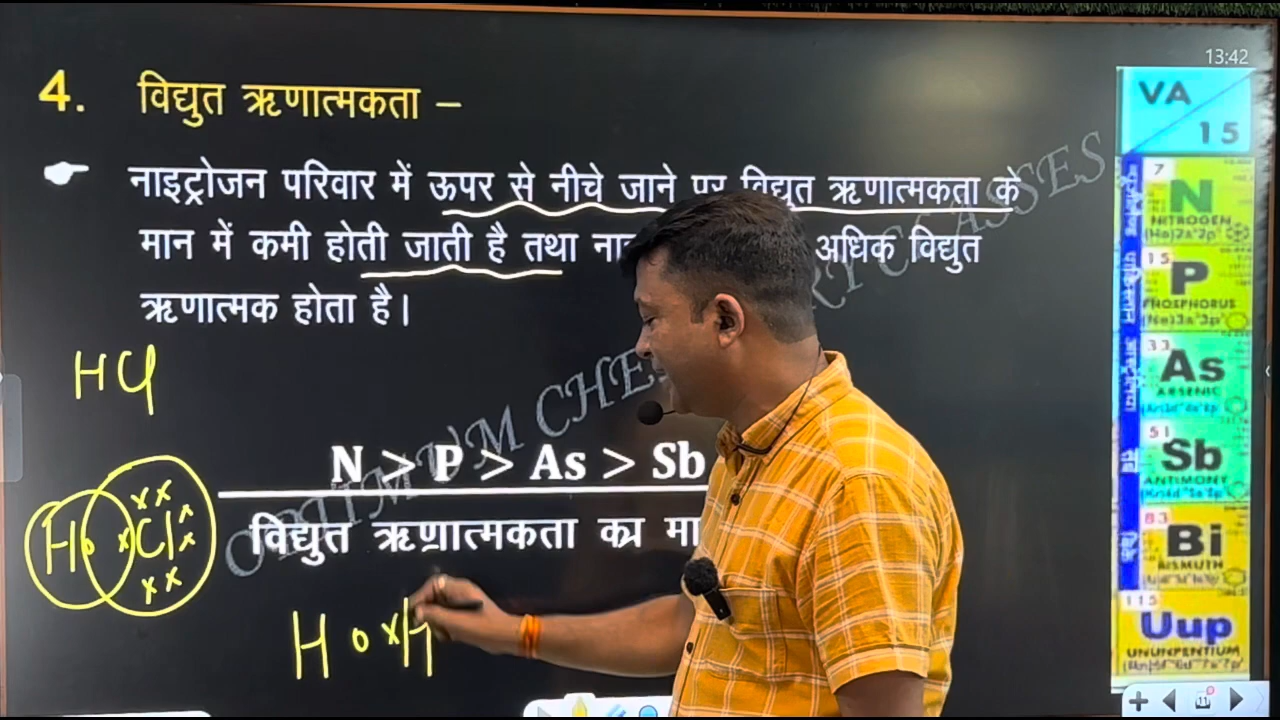 13:42
4. विद्युत ऋणात्मकता –
नाइट्रोजन परिवार में ऊपर से नीचे जाने पर विद्युत ऋणात्मकता के
मान में कमी होती जाती है तथा अधिक विद्युत
ऋणात्मक होता है।
HCl
N > P > As > Sb
विद्युत ऋणात्मकता का
H Cl
H H
OPTIMUM CLASSES
VA
15
7
N
NITROGEN
15
P
PHOSPHORUS
33
As
ARSENIC
51
Sb
ANTIMONY
83
Bi
BISMUTH
115
Uup
UNUNPENTIUM